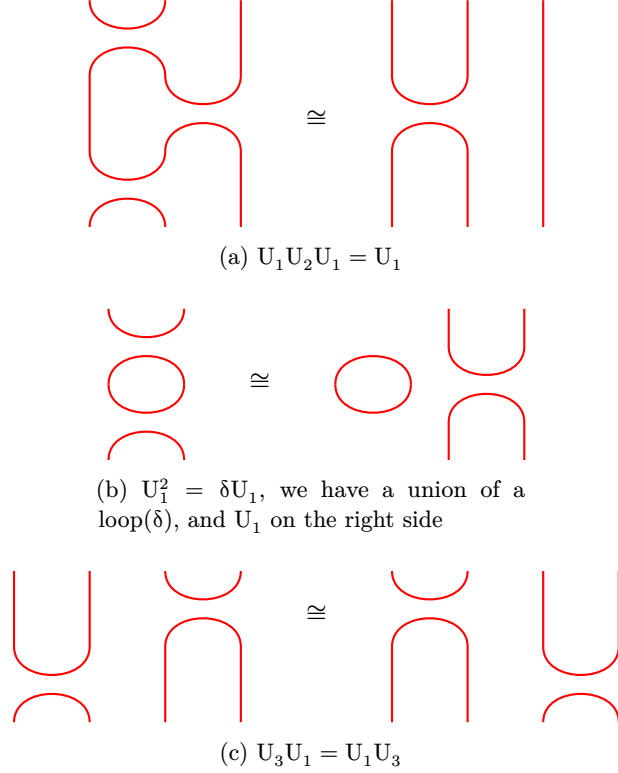 ≅
(a) U₁U₂U₁ = U₁
≅
(b) U₁² = δU₁, we have a union of a
loop(δ), and U₁ on the right side
≅
(c) U₃U₁ = U₁U₃